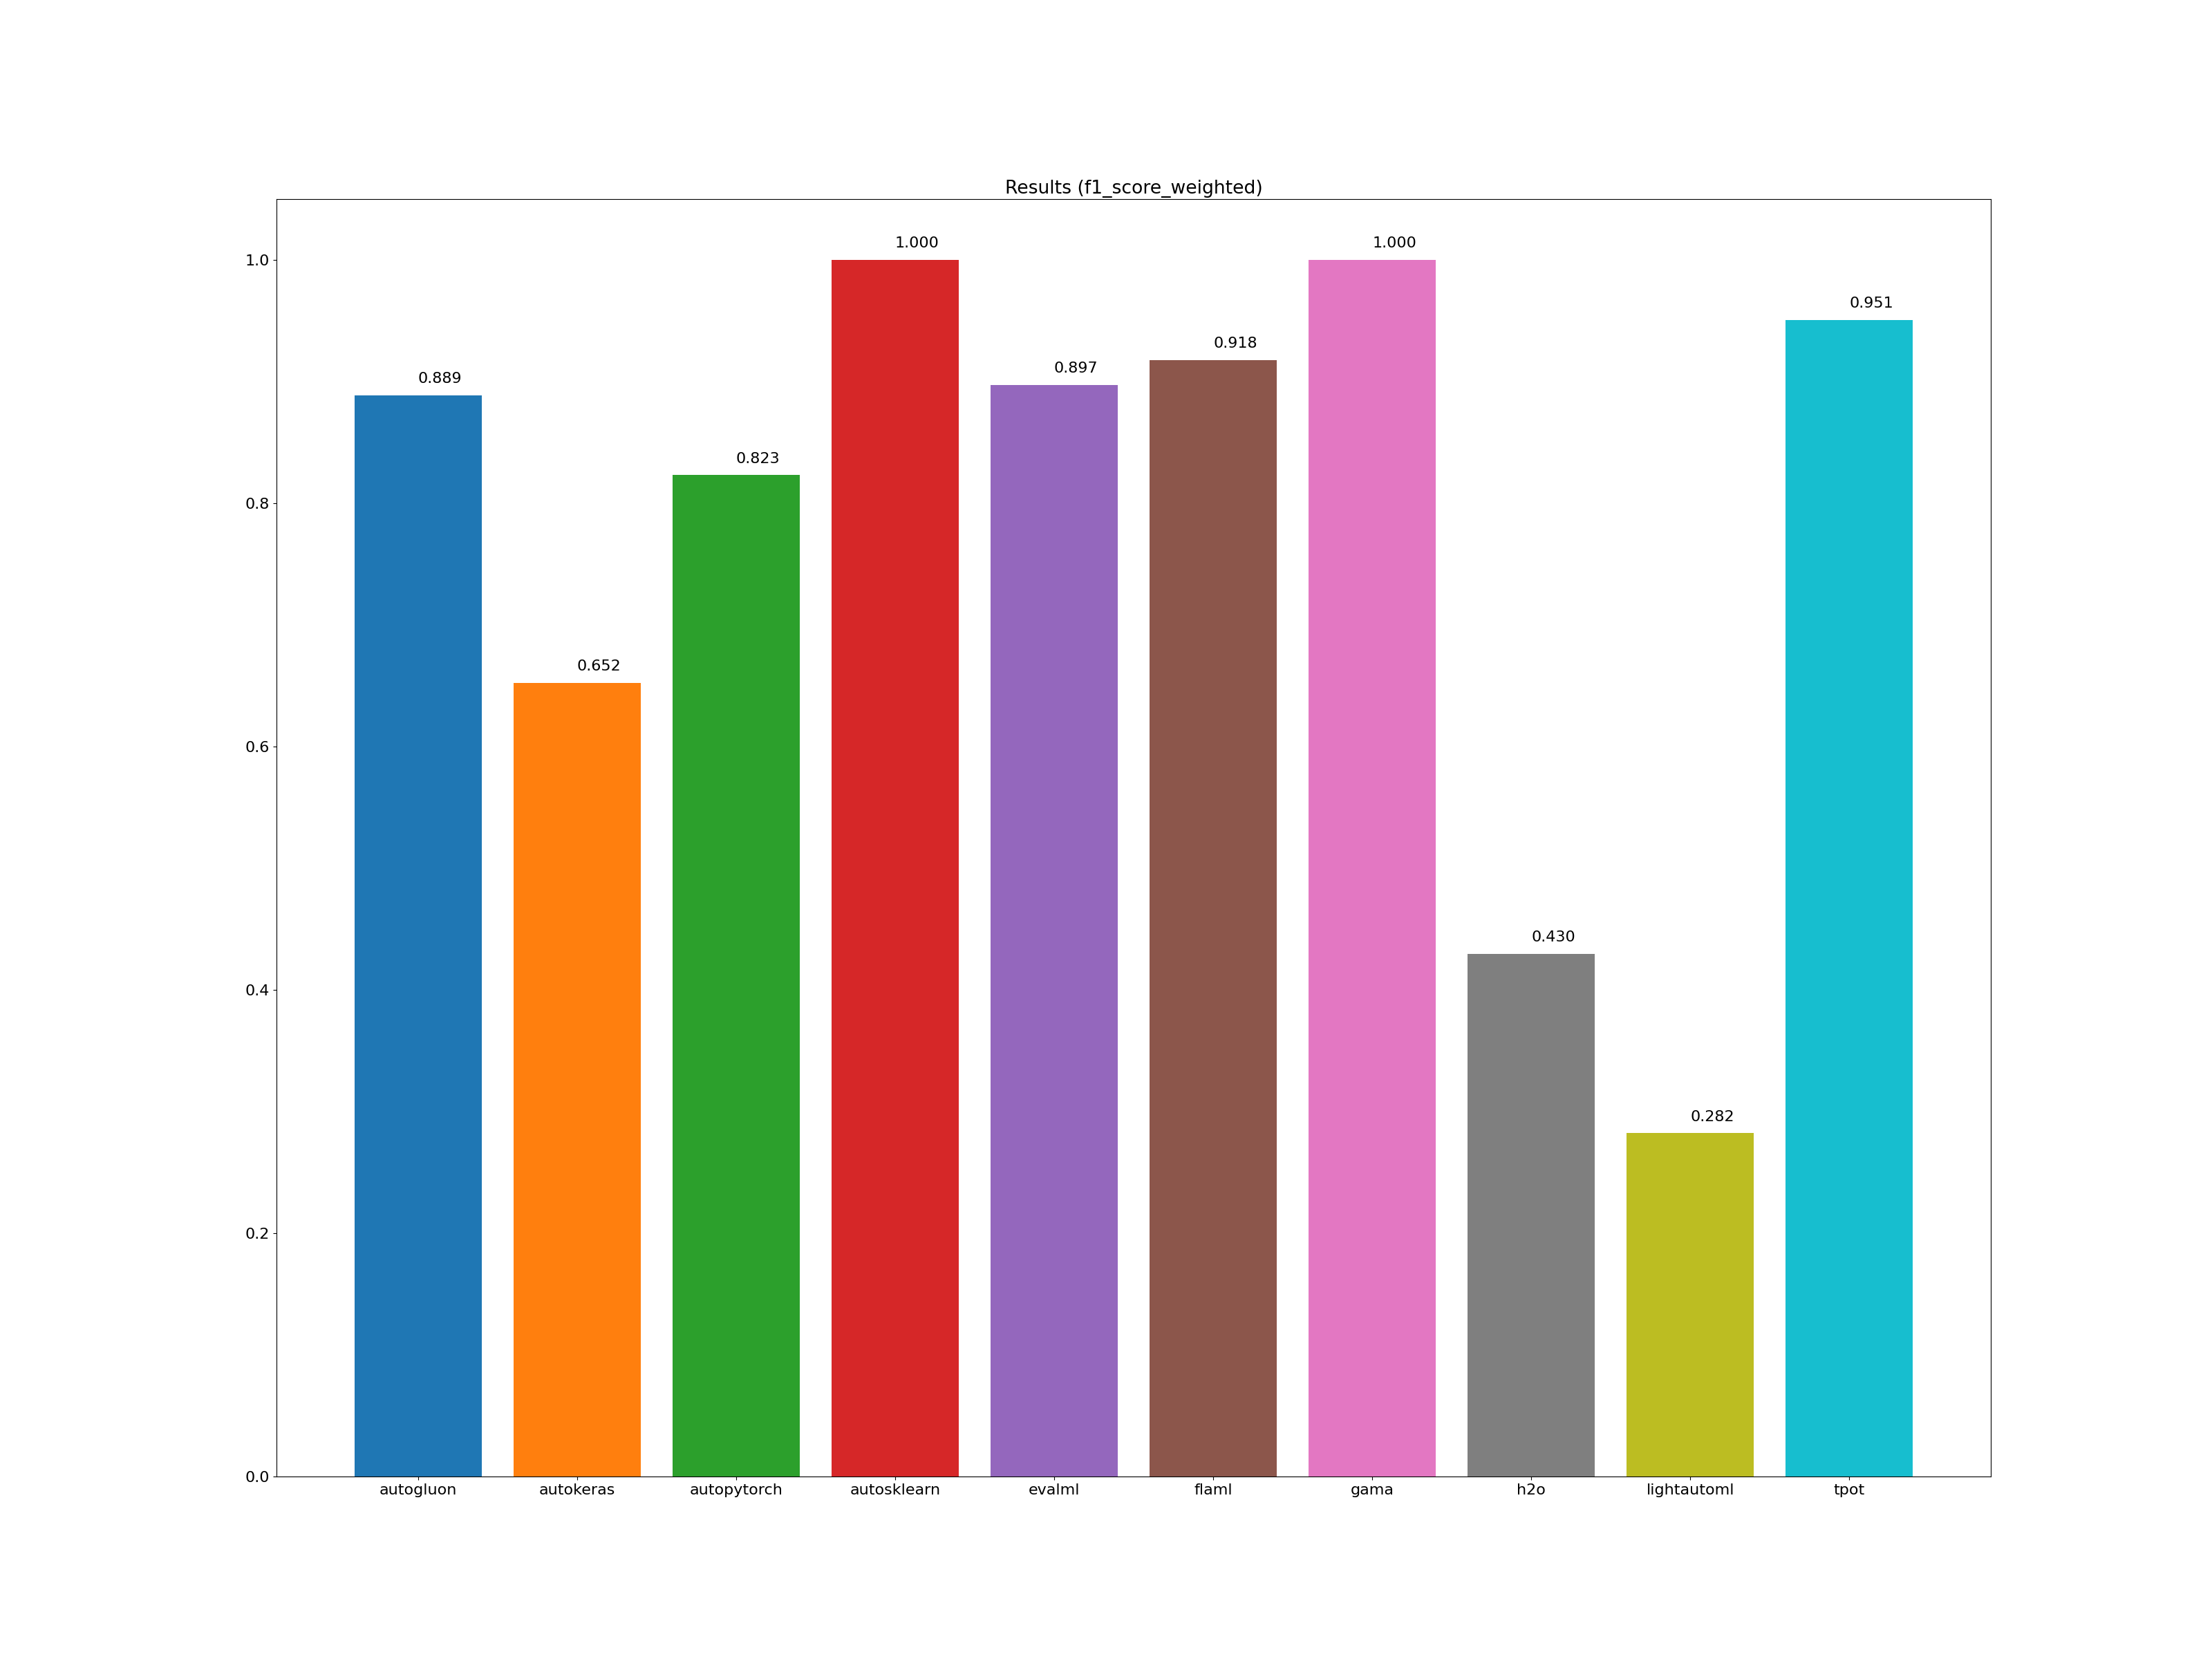 Results (f1_score_weighted)
1.0
0.8
0.6
0.4
0.2
0.0
0.889
0.652
0.823
1.000
0.897
0.918
1.000
0.430
0.282
0.951
autogluon
autokeras
autopytorch
autosklearn
evalml
flaml
gama
h2o
lightautoml
tpot